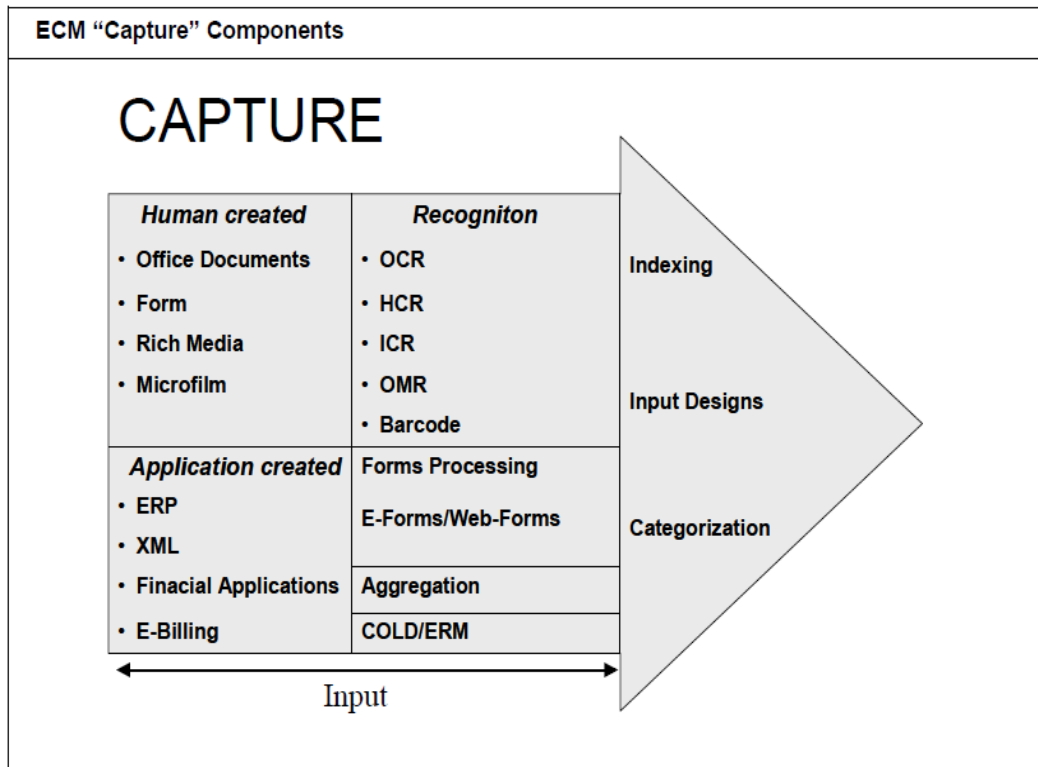 ECM “Capture” Components
CAPTURE
Human created
• Office Documents
• Form
• Rich Media
• Microfilm
Recogniton
• OCR
• HCR
• ICR
• OMR
• Barcode
Application created
• ERP
• XML
• Finacial Applications
• E-Billing
Forms Processing
E-Forms/Web-Forms
Aggregation
COLD/ERM
Indexing
Input Designs
Categorization
Input